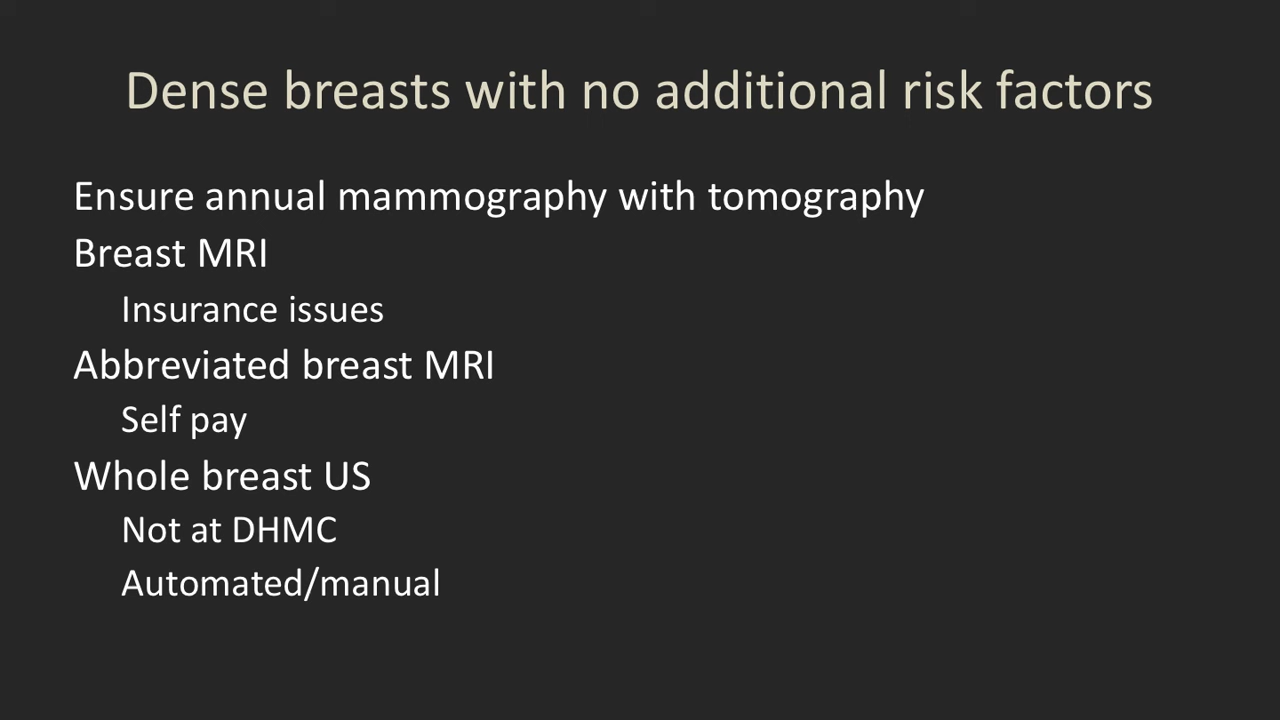 Dense breasts with no additional risk factors
Ensure annual mammography with tomography
Breast MRI
Insurance issues
Abbreviated breast MRI
Self pay
Whole breast US
Not at DHMC
Automated/manual